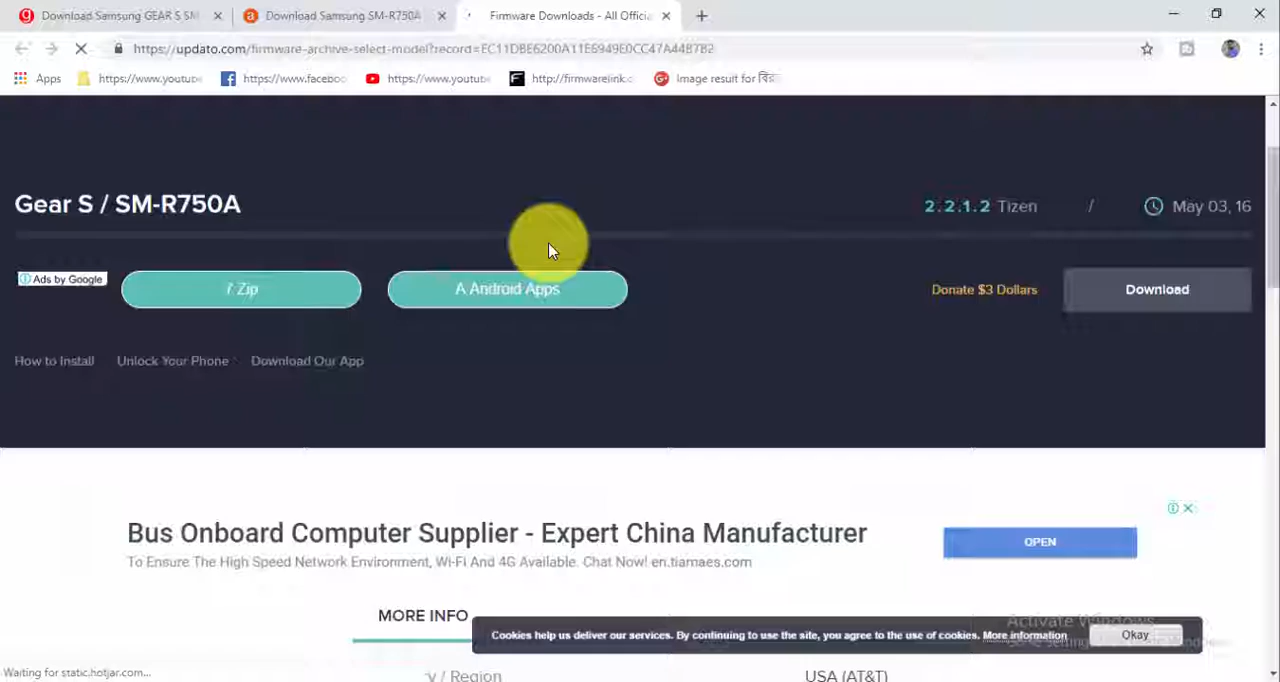 Download Samsung GEAR S SM
Download Samsung SM-R750A
Firmware Downloads - All Officia
https://updato.com/firmware-archive-select-model?record=EC11DBE6200A11E6949E0CC47A44B7B2
Apps
https://www.youtube
https://www.faceboo
https://www.youtube
http://firmwarelink.c
Image result for
Gear S / SM-R750A
2.2.1.2 Tizen / May 03, 16
Ads by Google
7 Zip
A Android Apps
Donate $3 Dollars
Download
How to Install
Unlock Your Phone
Download Our App
Bus Onboard Computer Supplier - Expert China Manufacturer
To Ensure The High Speed Network Environment, Wi-Fi And 4G Available. Chat Now! en.tiamaes.com
OPEN
MORE INFO
Activate Windows
Cookies help us deliver our services. By continuing to use the site, you agree to the use of cookies. More information
Okay
Waiting for static.hotjar.com...
y / Region
USA (AT&T)